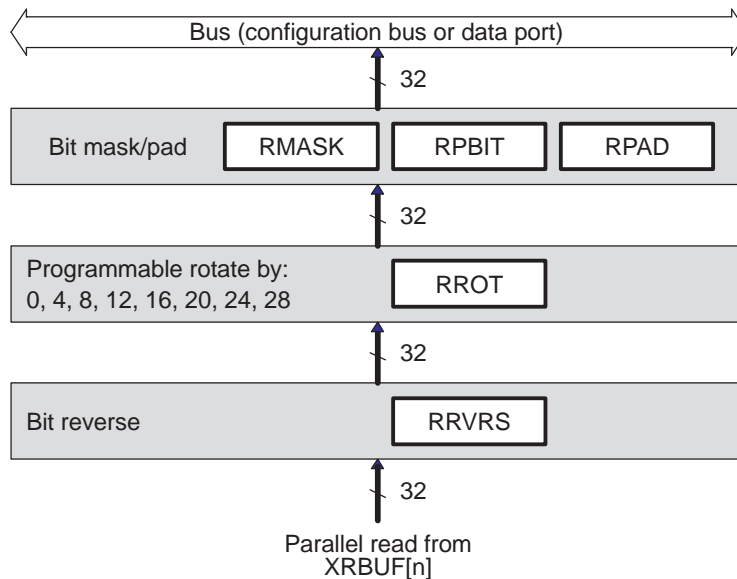 Bus (configuration bus or data port)
32
Bit mask/pad RMASK RPBIT RPAD
32
Programmable rotate by:
0, 4, 8, 12, 16, 20, 24, 28
RROT
32
Bit reverse RRVRS
32
Parallel read from
XRBUF[n]